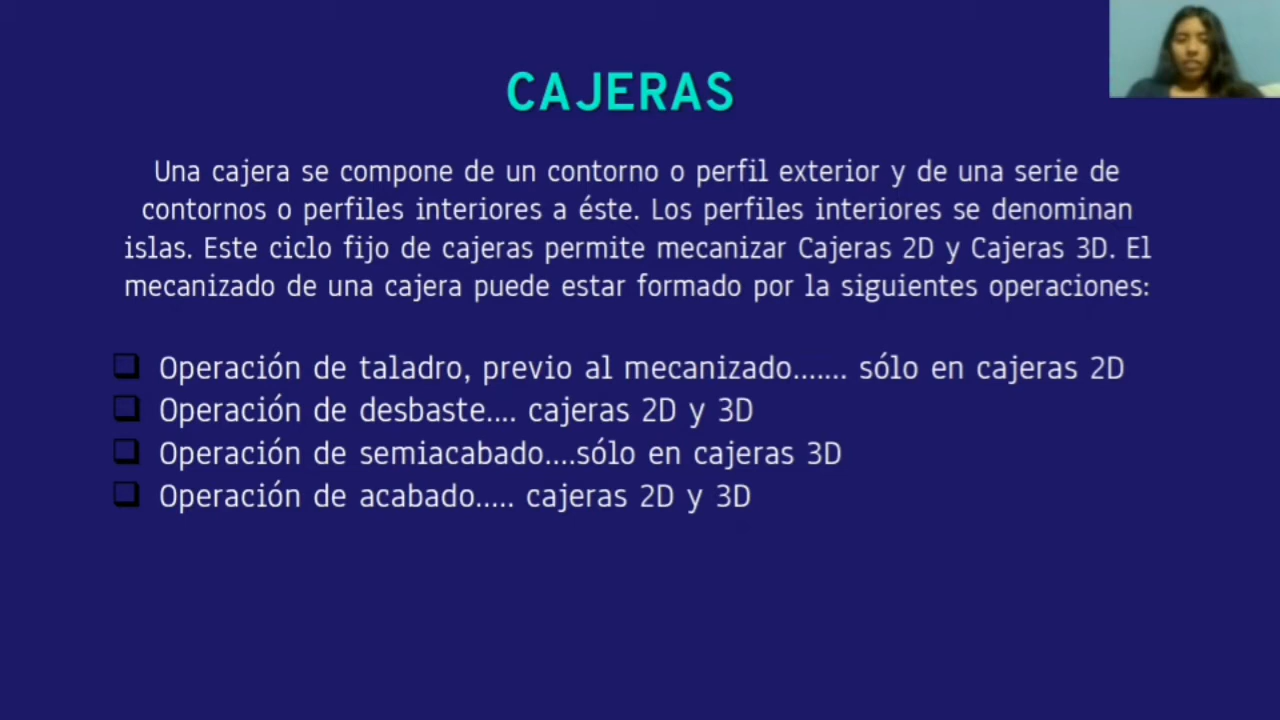 CAJERAS
Una cajera se compone de un contorno o perfil exterior y de una serie de
contornos o perfiles interiores a éste. Los perfiles interiores se denominan
islas. Este ciclo fijo de cajeras permite mecanizar Cajeras 2D y Cajeras 3D. El
mecanizado de una cajera puede estar formado por la siguientes operaciones:
Operación de taladro, previo al mecanizado....... sólo en cajeras 2D
Operación de desbaste.... cajeras 2D y 3D
Operación de semiacabado....sólo en cajeras 3D
Operación de acabado..... cajeras 2D y 3D